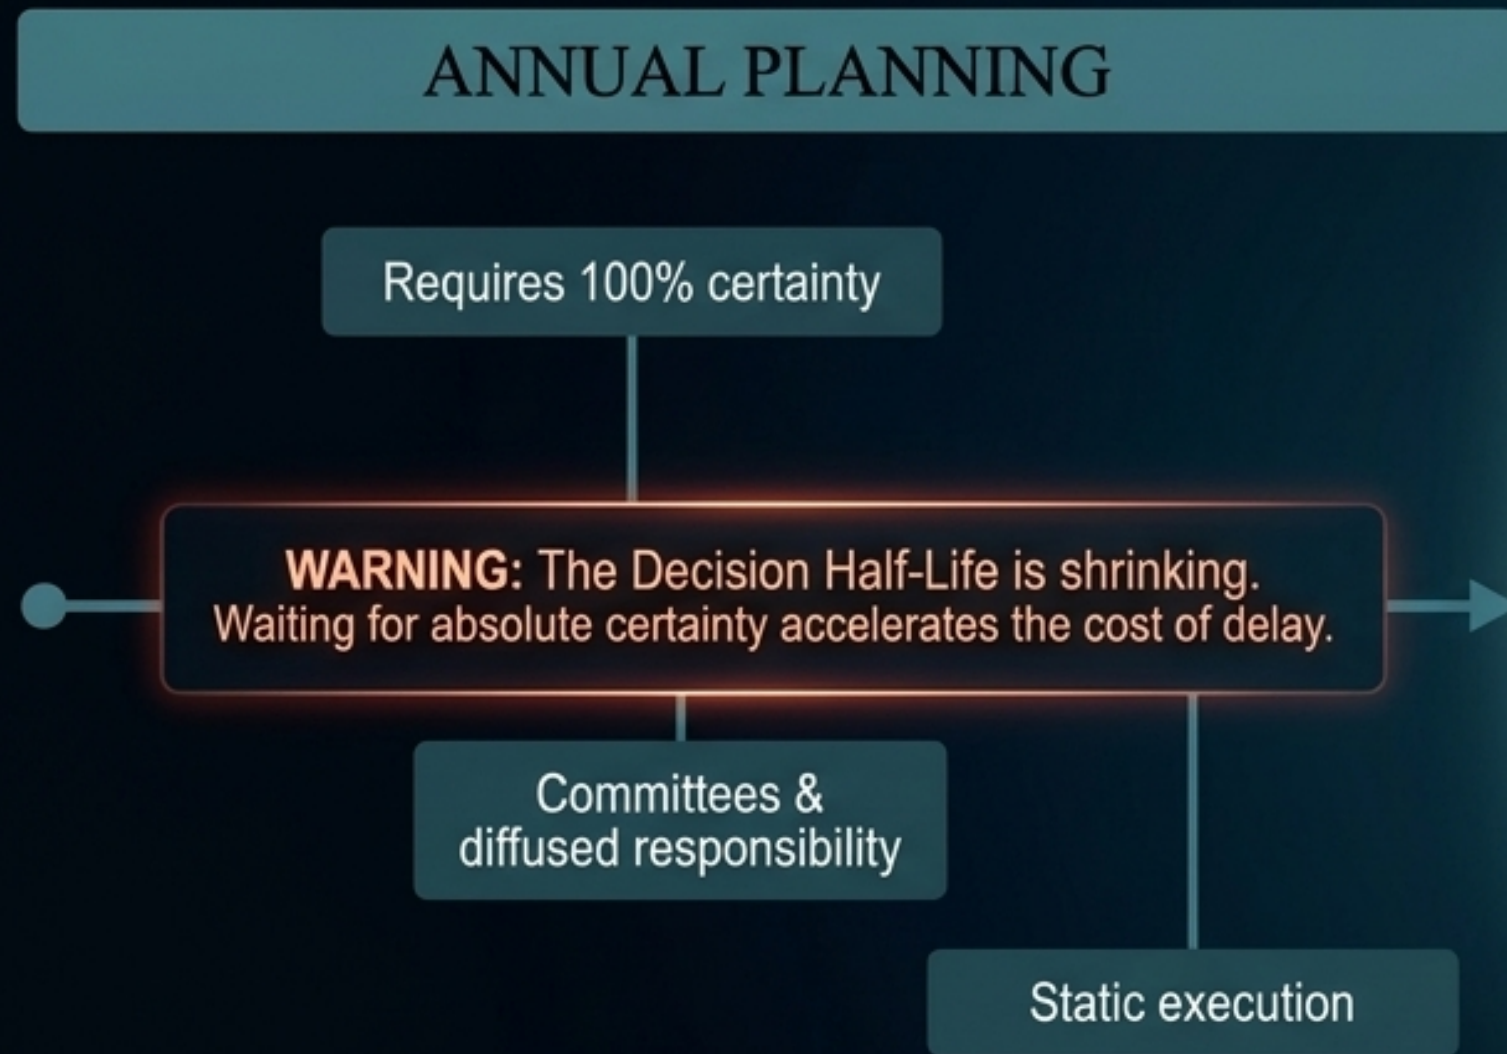 ANNUAL PLANNING
Requires 100% certainty
WARNING: The Decision Half-Life is shrinking.
Waiting for absolute certainty accelerates the cost of delay.
Committees &
diffused responsibility
Static execution